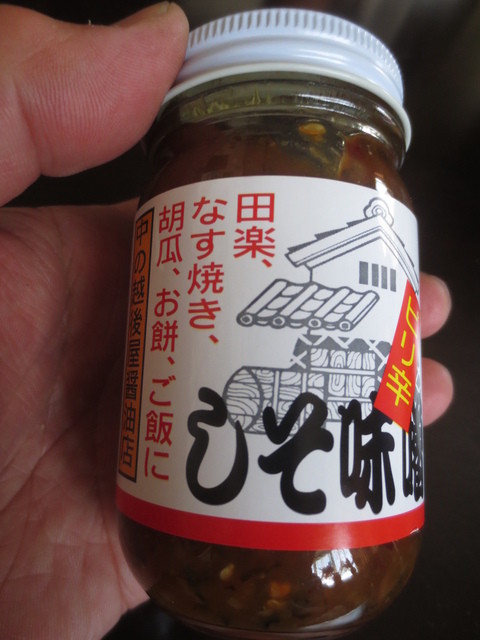 田楽、
なす焼き、
胡瓜、お餅、ご飯に
中の越後屋醤油店
ピリ辛
しそ味噌